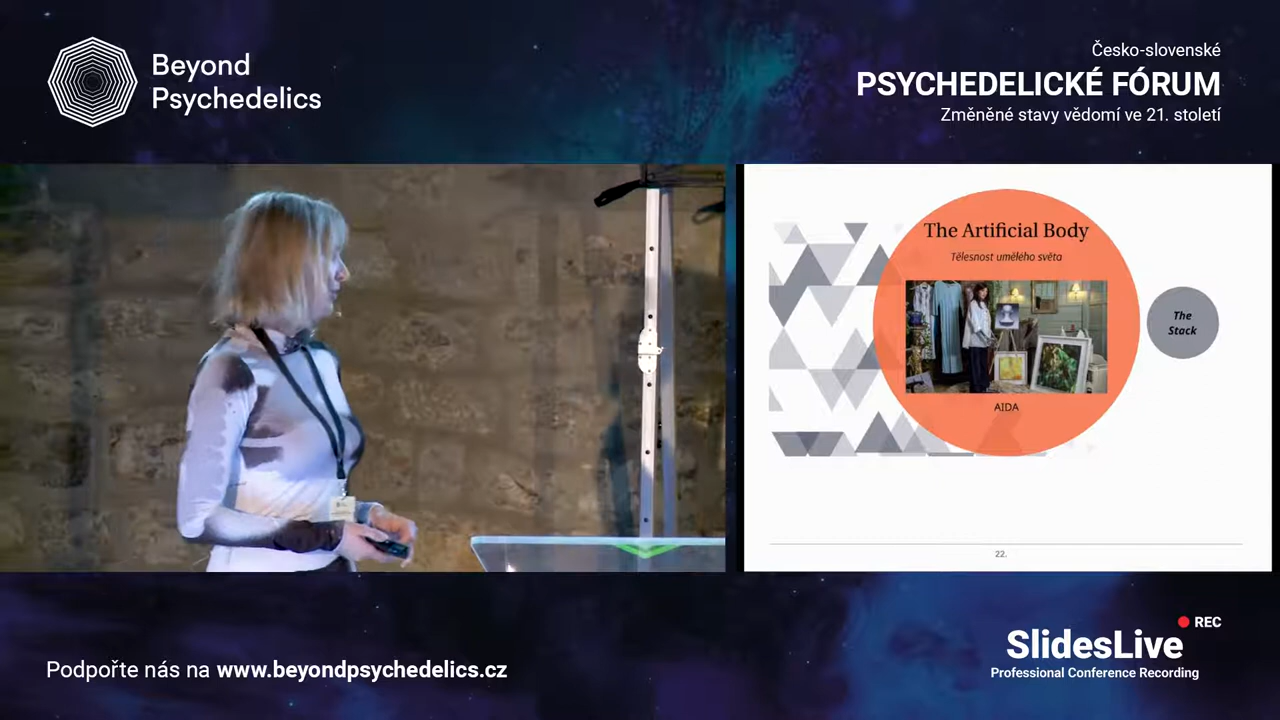 Beyond
Psychedelics
Česko-slovenské
PSYCHEDELICKÉ FÓRUM
Změněné stavy vědomí ve 21. století
The Artificial Body
Tělesnost umělého světa
AIDA
The
Stack
22.
REC
SlidesLive
Professional Conference Recording
Podpořte nás na www.beyondpsychedelics.cz